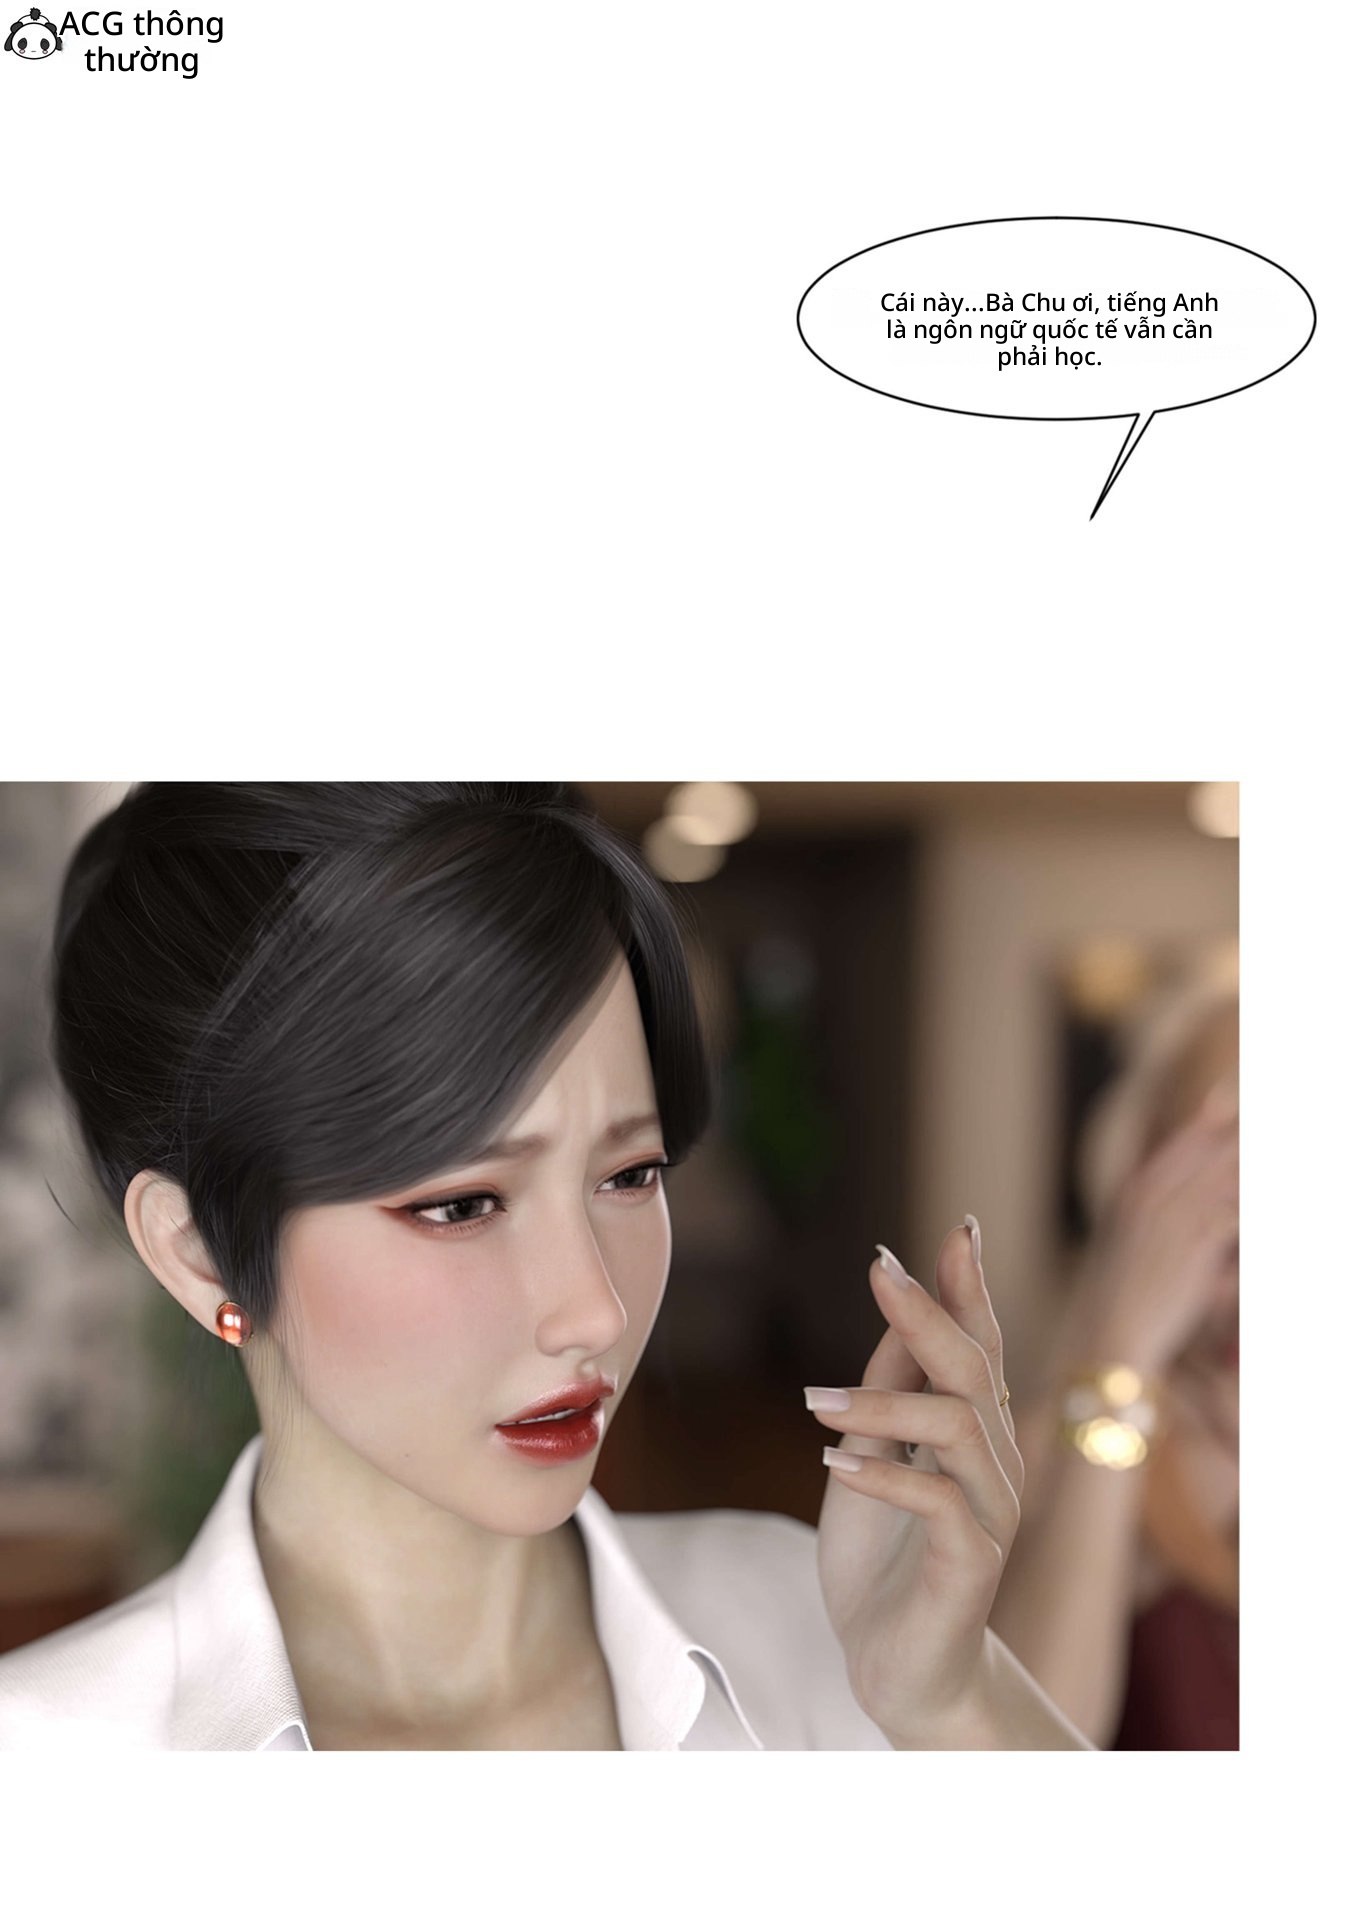 ACG thông
thường
Cái này...Bà Chu ơi, tiếng Anh
là ngôn ngữ quốc tế vẫn cần
phải học.